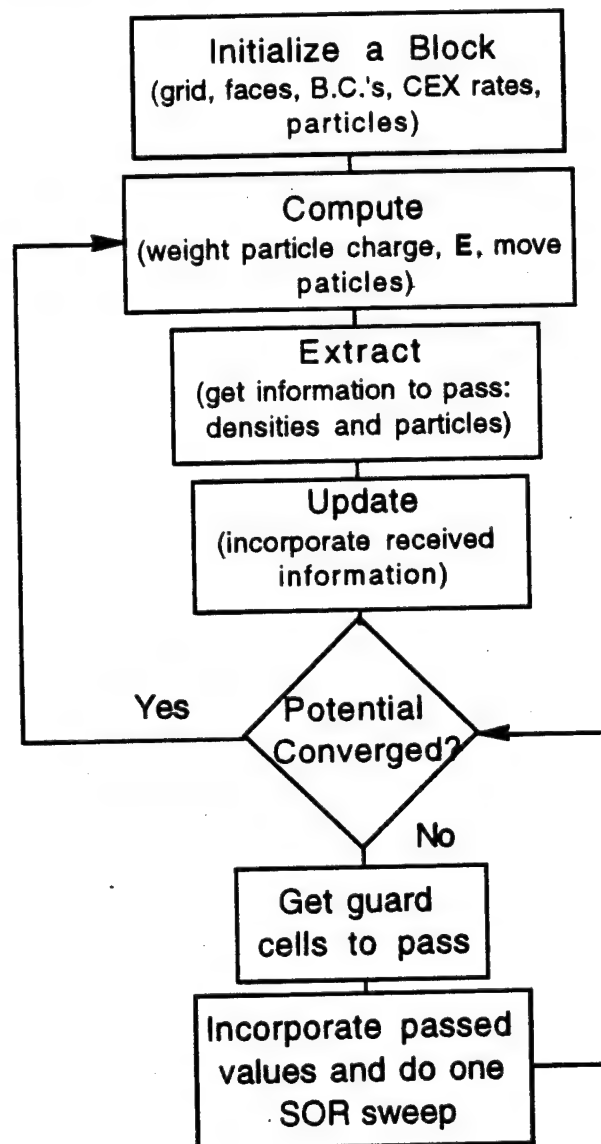 Initialize a Block
(grid, faces, B.C.'s, CEX rates,
particles)
Compute
(weight particle charge, E, move
paticles)
Extract
(get information to pass:
densities and particles)
Update
(incorporate received
information)
Yes
Potential
Converged?
No
Get guard
cells to pass
Incorporate passed
values and do one
SOR sweep